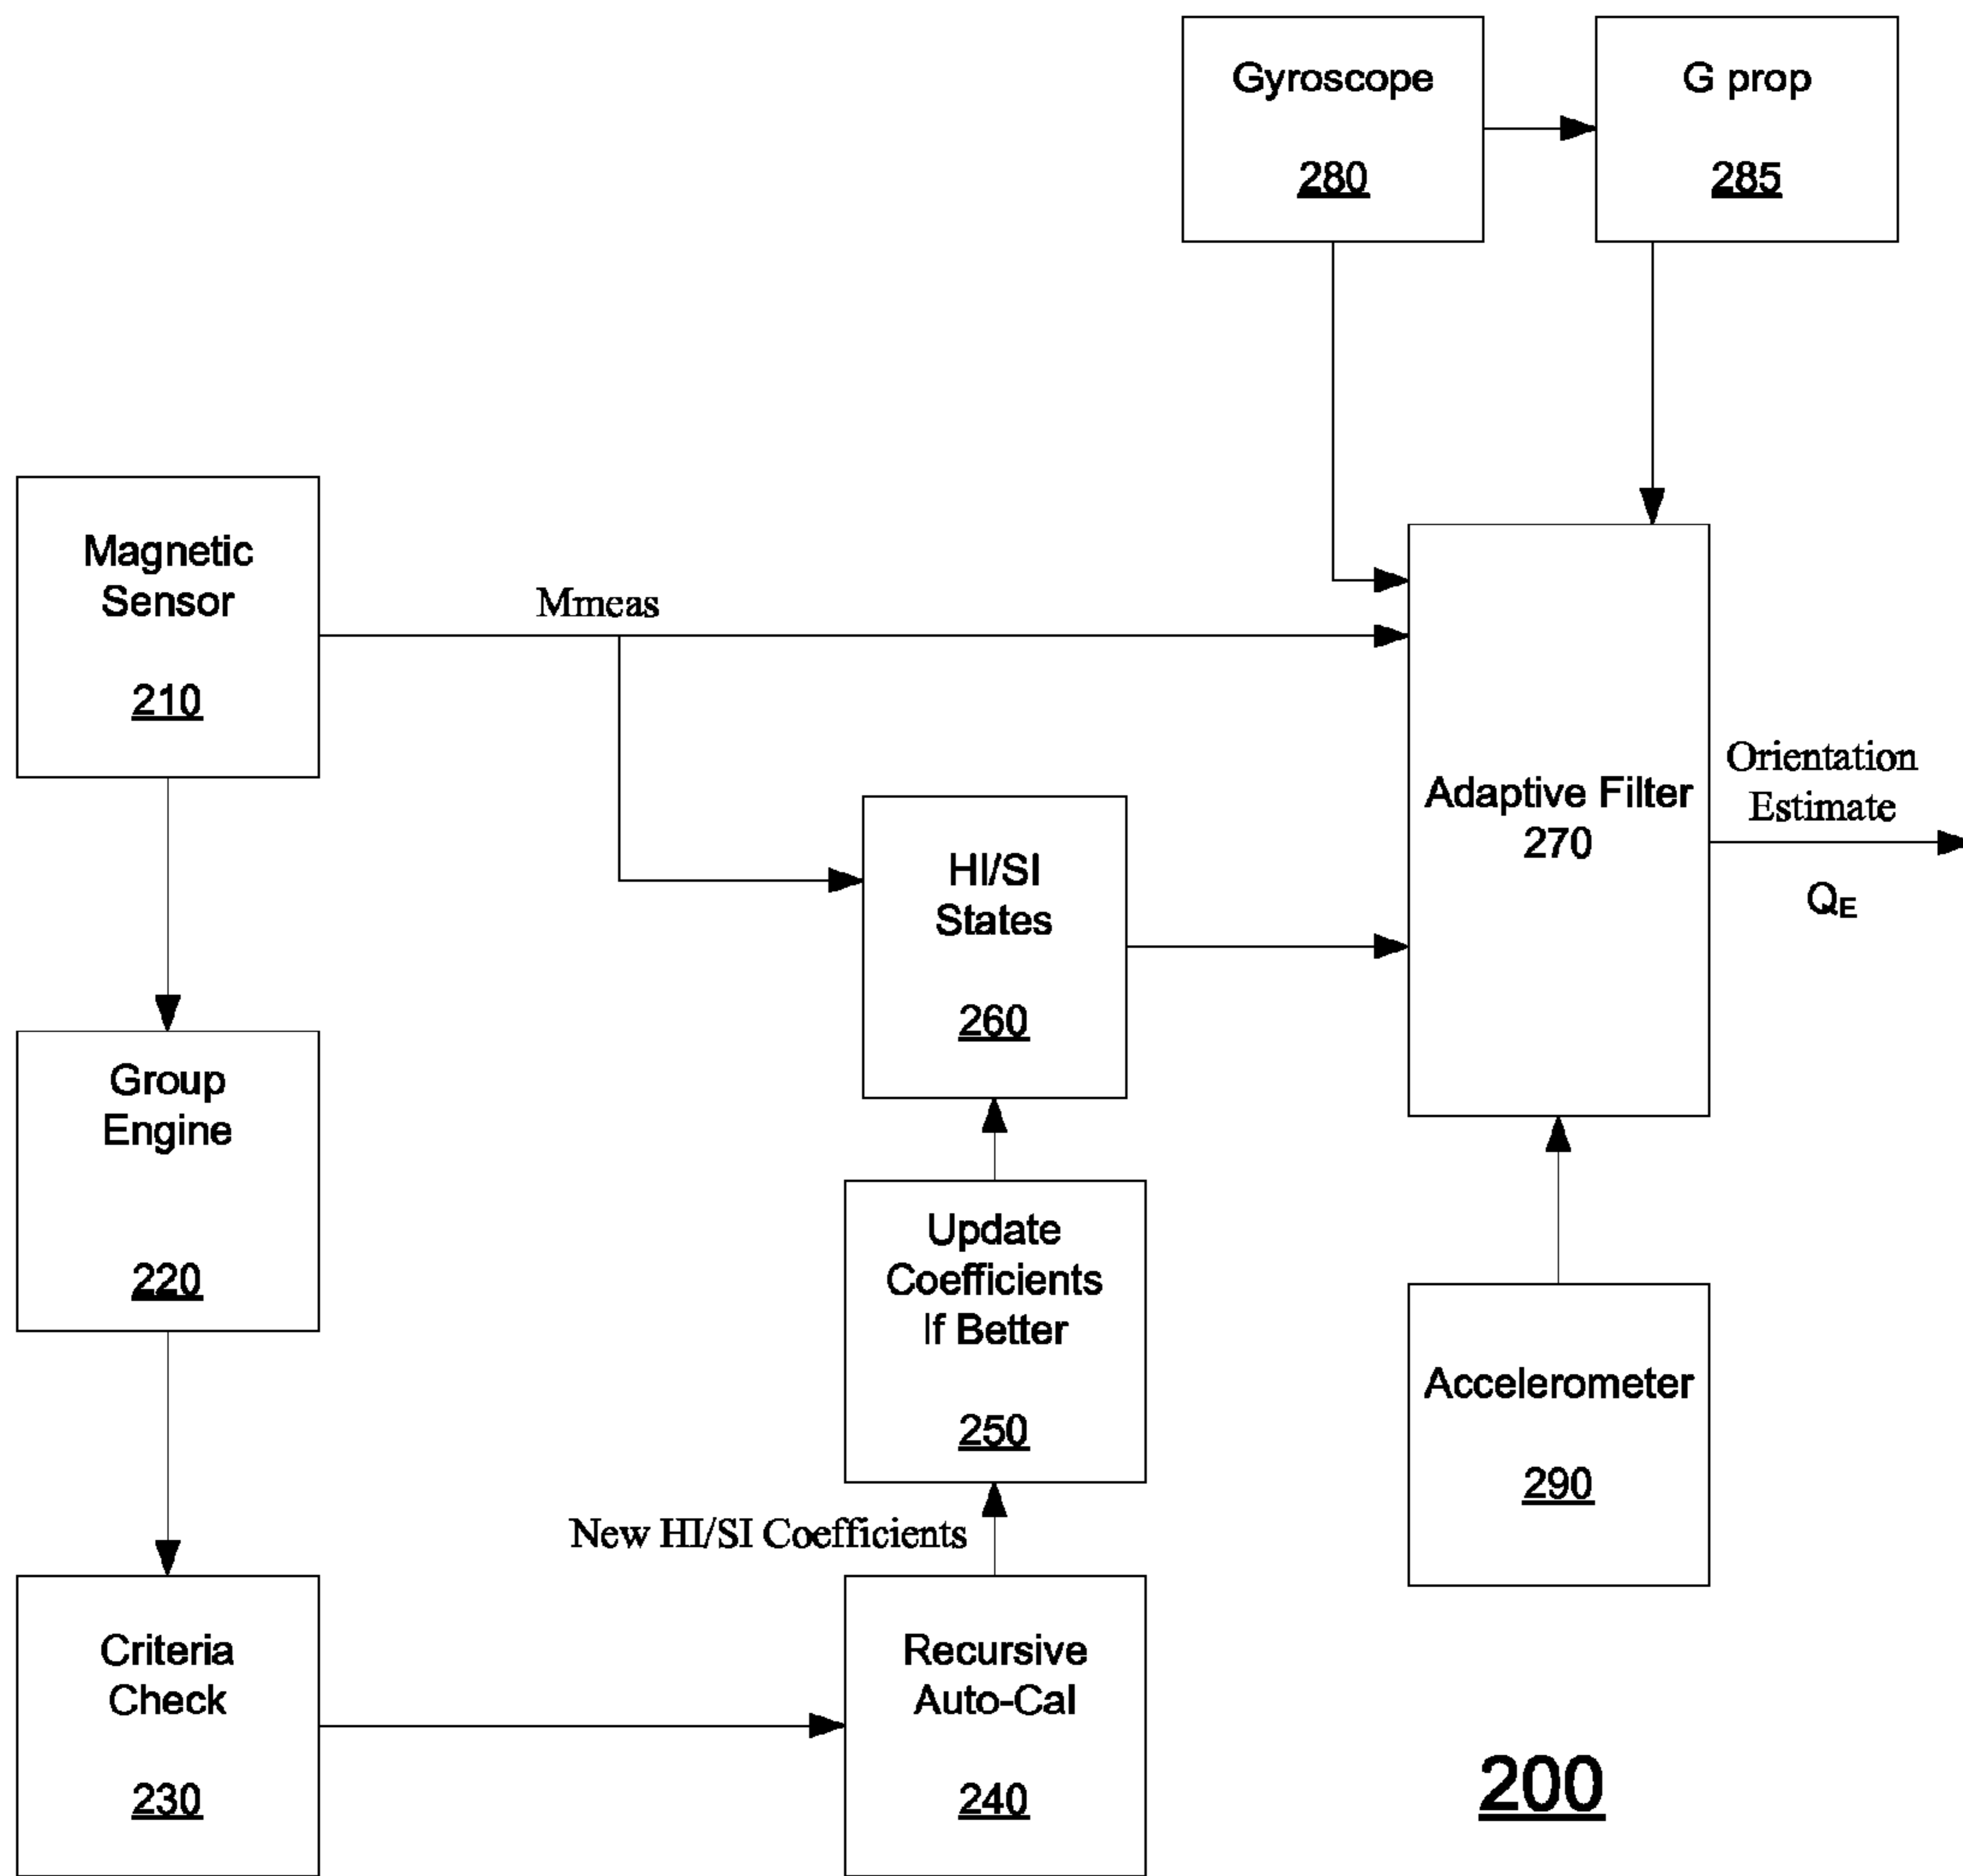 Gyroscope
280
G prop
285
Magnetic
Sensor
210
Mmeas
Adaptive Filter
270
Orientation
Estimate
QE
HI/SI
States
260
Group
Engine
220
Update
Coefficients
If Better
250
Accelerometer
290
New HI/SI Coefficients
Criteria
Check
230
Recursive
Auto-Cal
240
200